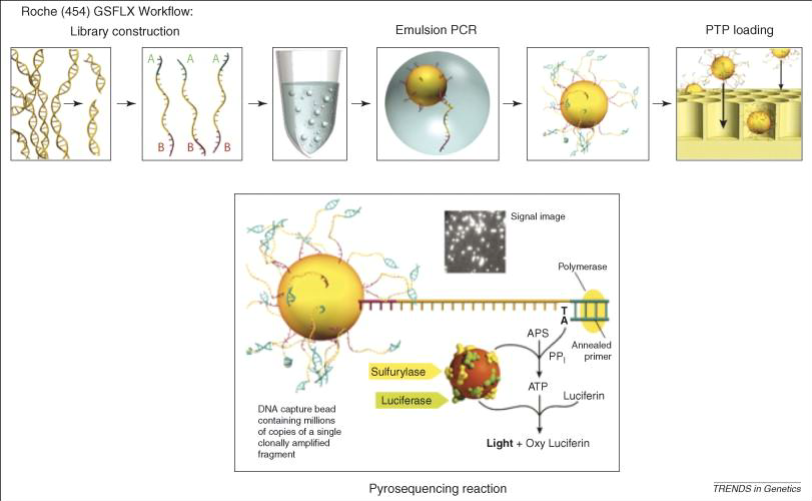 Roche (454) GSFLX Workflow:
Library construction
Emulsion PCR
PTP loading
A A A
B B B
Signal image
Polymerase
T
A
APS
PPi
Annealed
primer
Sulfurylase
Luciferase
ATP
Luciferin
DNA capture bead
containing millions
of copies of a single
clonally amplified
fragment
Light + Oxy Luciferin
Pyrosequencing reaction
TRENDS in Genetics